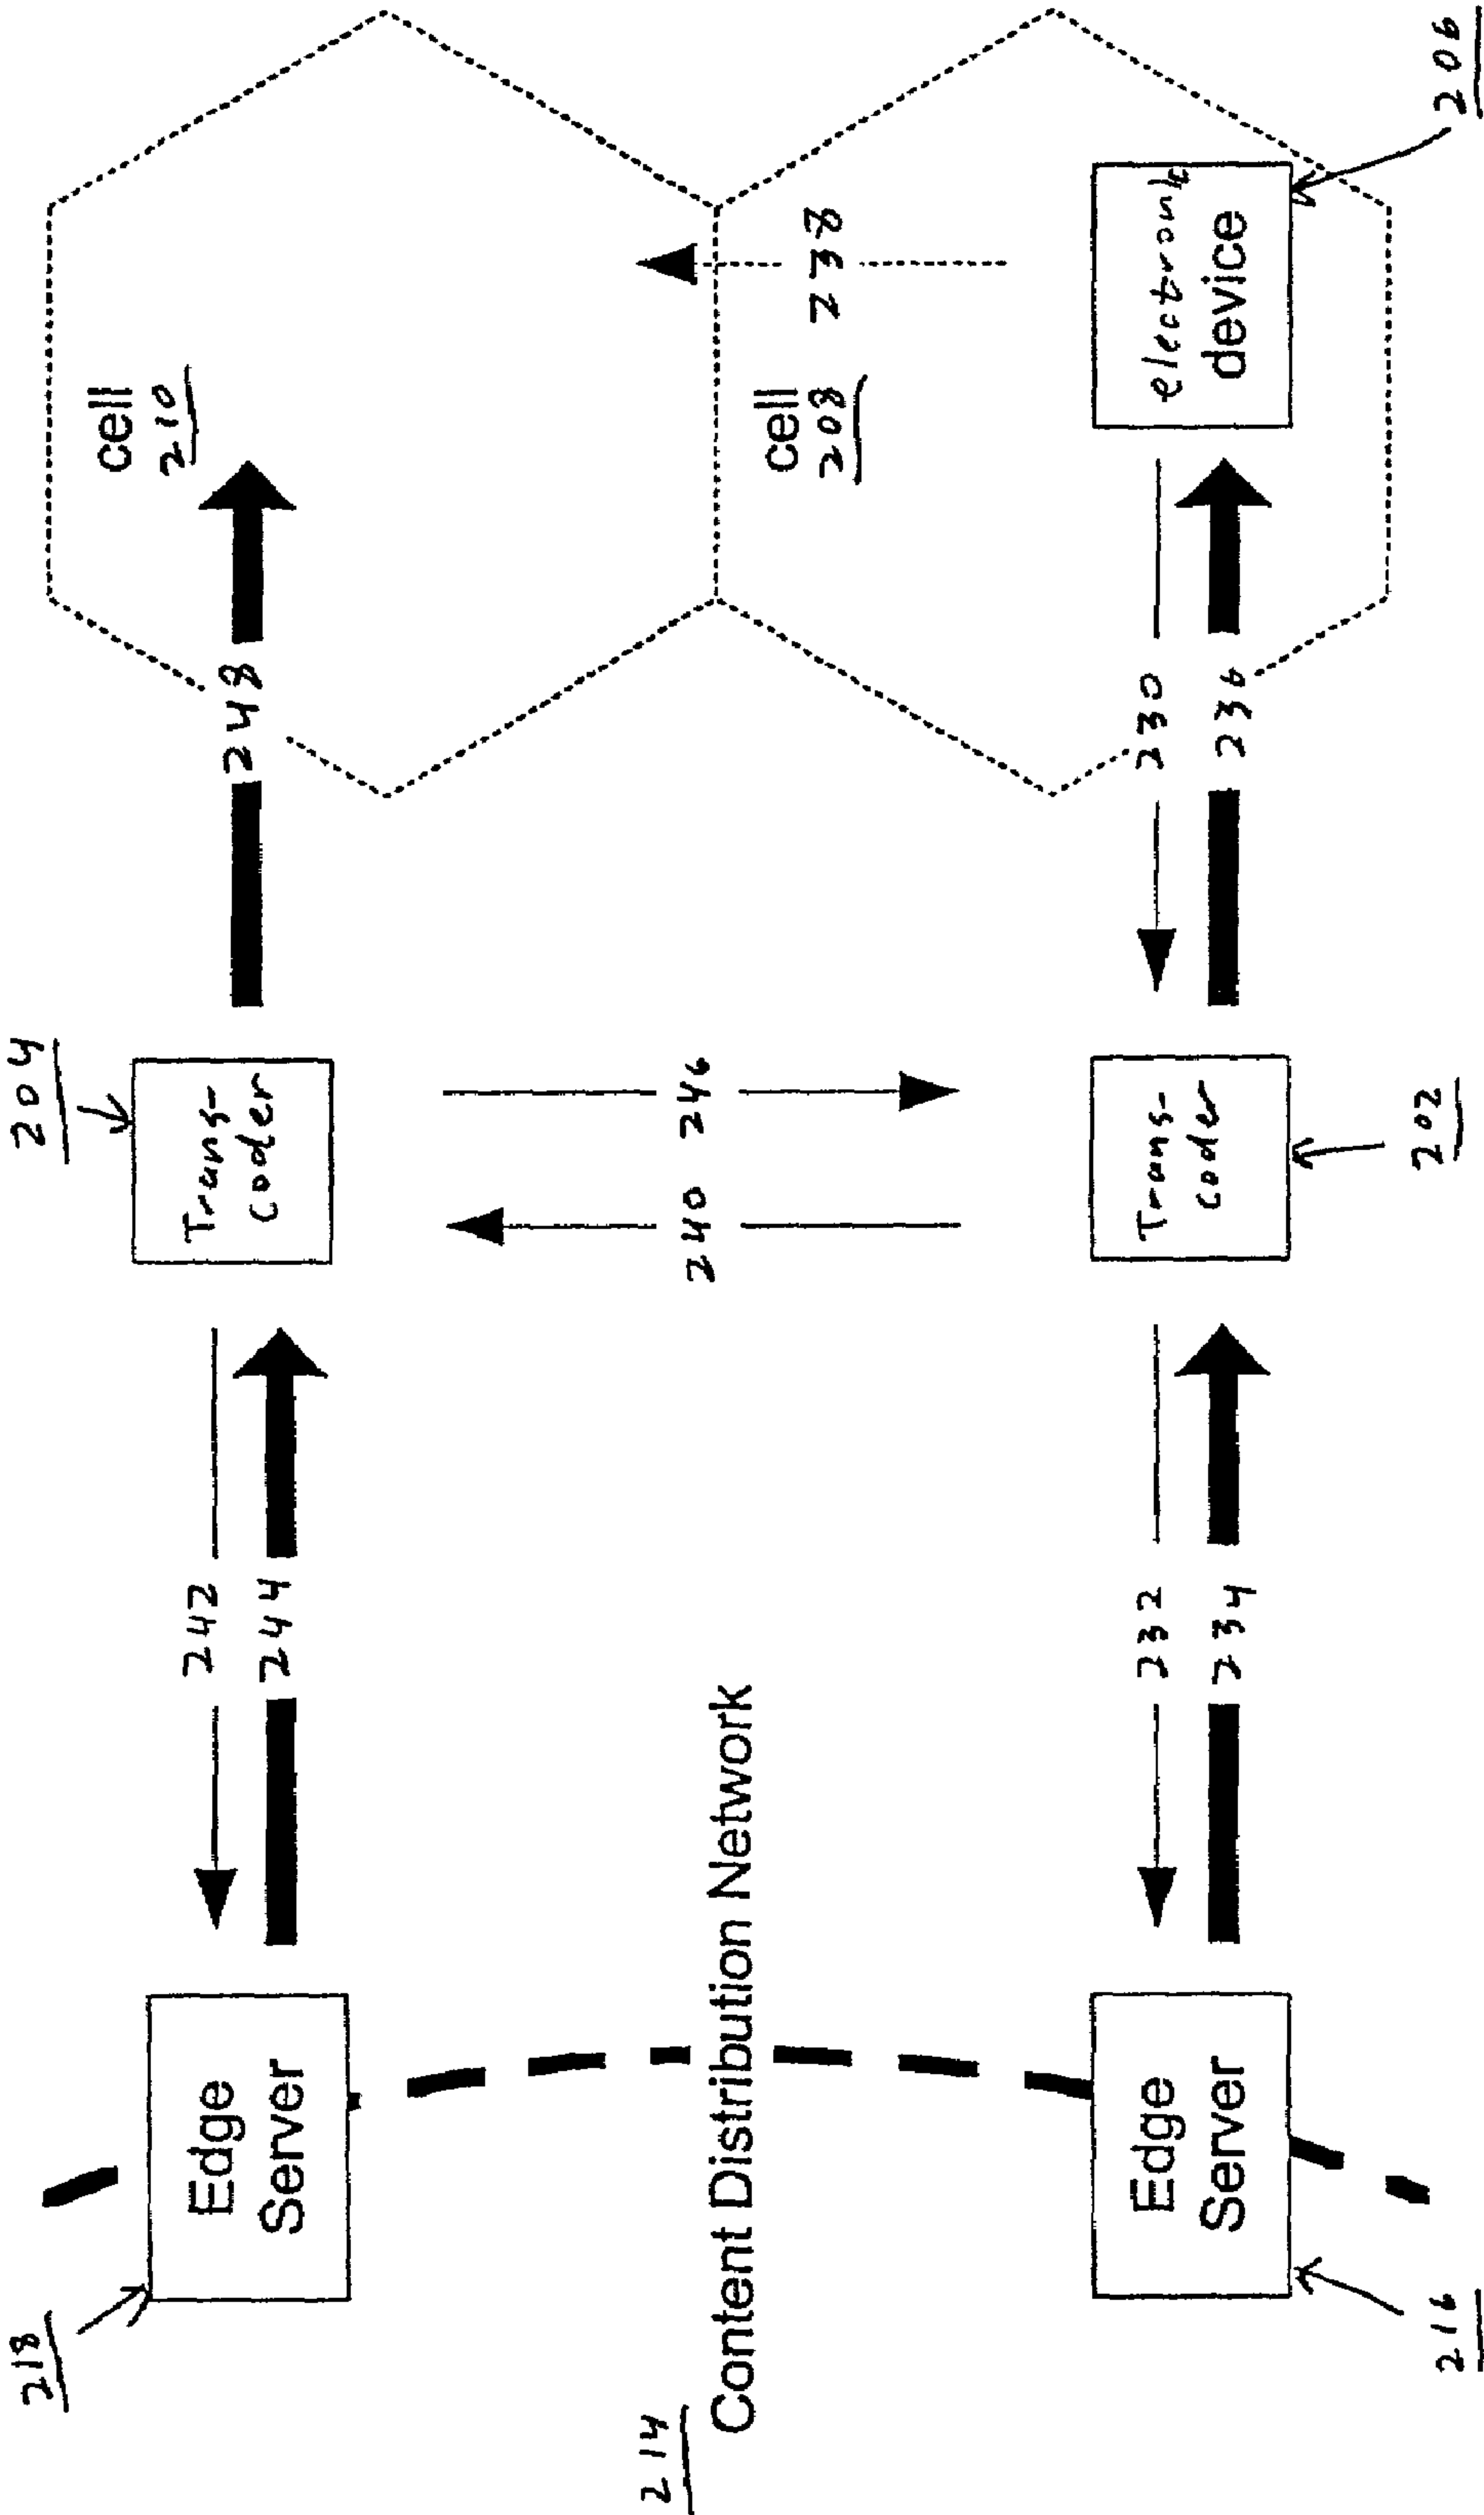 218
204
Edge
Server
242
244
Trans-
coder
248
cell
210
214
Content Distribution Network
240
246
cell
208
238
Edge
Server
232
234
Trans-
coder
230
236
electronic
device
216
202
206